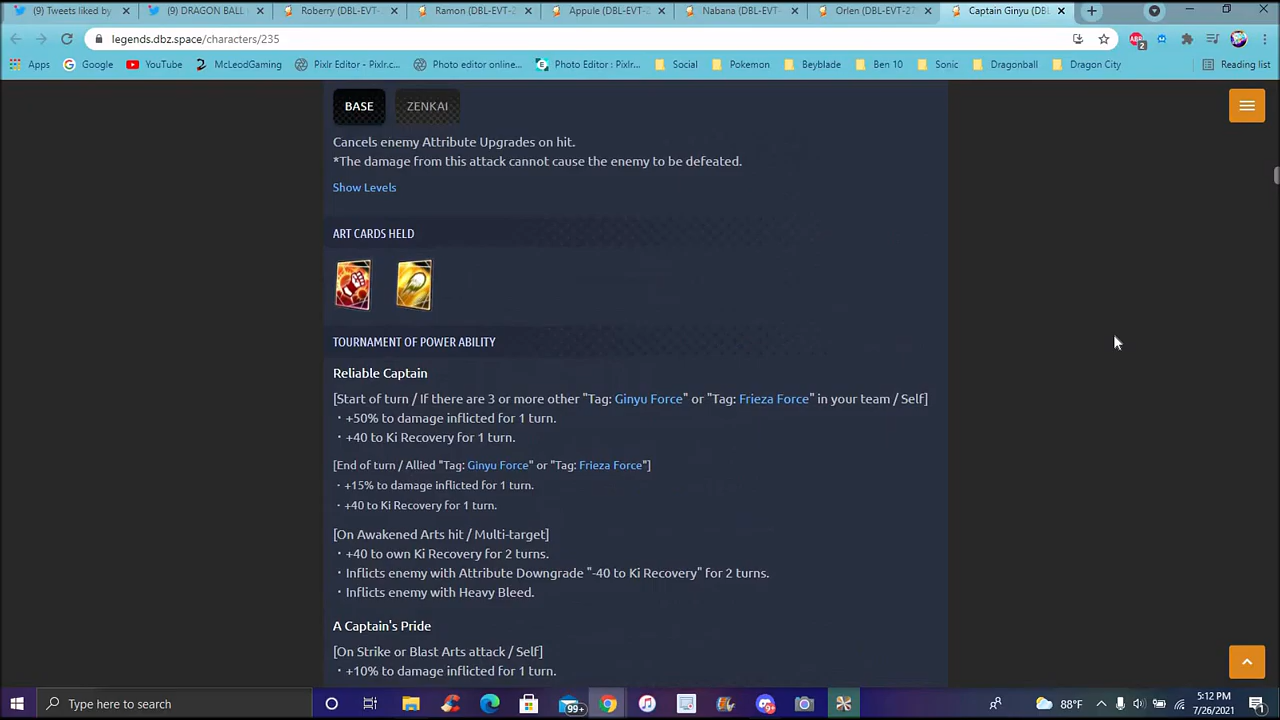 (9) Tweets liked by
(9) DRAGON BALL
Roberry (DBL-EVT-
Ramon (DBL-EVT-2
Appule (DBL-EVT-2
Nabana (DBL-EVT-
Orlen (DBL-EVT-27
Captain Ginyu (DBL
legends.dbz.space/characters/235
ABP
2
Apps
Google
YouTube
McLeodGaming
Pixlr Editor - Pixlr.c...
Photo editor online...
Photo Editor : Pixlr...
Social
Pokemon
Beyblade
Ben 10
Sonic
Dragonball
Dragon City
Reading list
BASE
ZENKAI
Cancels enemy Attribute Upgrades on hit.
*The damage from this attack cannot cause the enemy to be defeated.
Show Levels
ART CARDS HELD
TOURNAMENT OF POWER ABILITY
Reliable Captain
[Start of turn / If there are 3 or more other "Tag: Ginyu Force" or "Tag: Frieza Force" in your team / Self]
・+50% to damage inflicted for 1 turn.
・+40 to Ki Recovery for 1 turn.
[End of turn / Allied "Tag: Ginyu Force" or "Tag: Frieza Force"]
・+15% to damage inflicted for 1 turn.
・+40 to Ki Recovery for 1 turn.
[On Awakened Arts hit / Multi-target]
・+40 to own Ki Recovery for 2 turns.
・Inflicts enemy with Attribute Downgrade "-40 to Ki Recovery" for 2 turns.
・Inflicts enemy with Heavy Bleed.
A Captain's Pride
[On Strike or Blast Arts attack / Self]
・+10% to damage inflicted for 1 turn.
Type here to search
99+
88°F
5:12 PM
7/26/2021
1